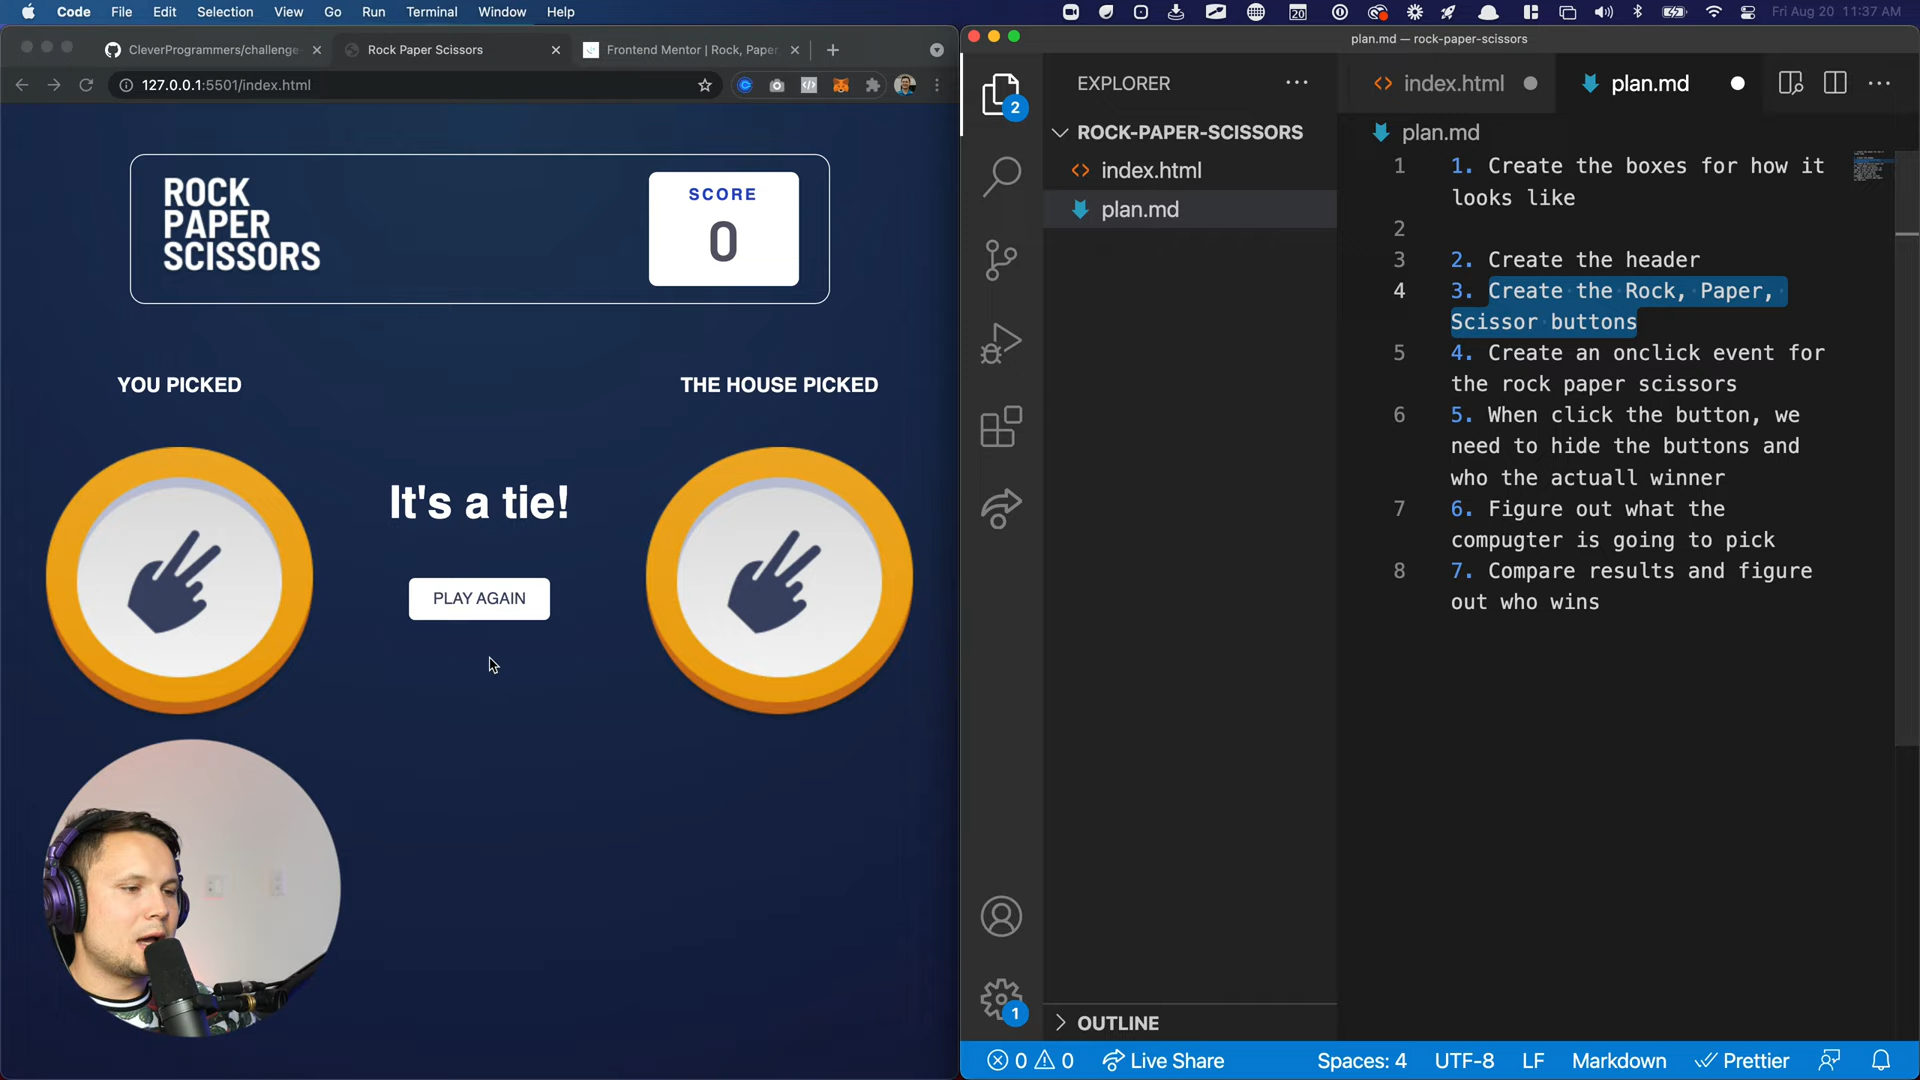 Code File Edit Selection View Go Run Terminal Window Help
20 Fri Aug 20 11:37 AM
CleverProgrammers/challenge-
Rock Paper Scissors
Frontend Mentor | Rock, Paper,
127.0.0.1:5501/index.html
ROCK
PAPER
SCISSORS
SCORE
0
YOU PICKED
THE HOUSE PICKED
It's a tie!
PLAY AGAIN
plan.md — rock-paper-scissors
2
1
EXPLORER
ROCK-PAPER-SCISSORS
index.html
plan.md
OUTLINE
index.html
plan.md
plan.md
1 1. Create the boxes for how it
looks like
2
3 2. Create the header
4 3. Create the Rock, Paper,
Scissor buttons
5 4. Create an onclick event for
the rock paper scissors
6 5. When click the button, we
need to hide the buttons and
who the actuall winner
7 6. Figure out what the
compugter is going to pick
8 7. Compare results and figure
out who wins
0 0 Live Share Spaces: 4 UTF-8 LF Markdown Prettier